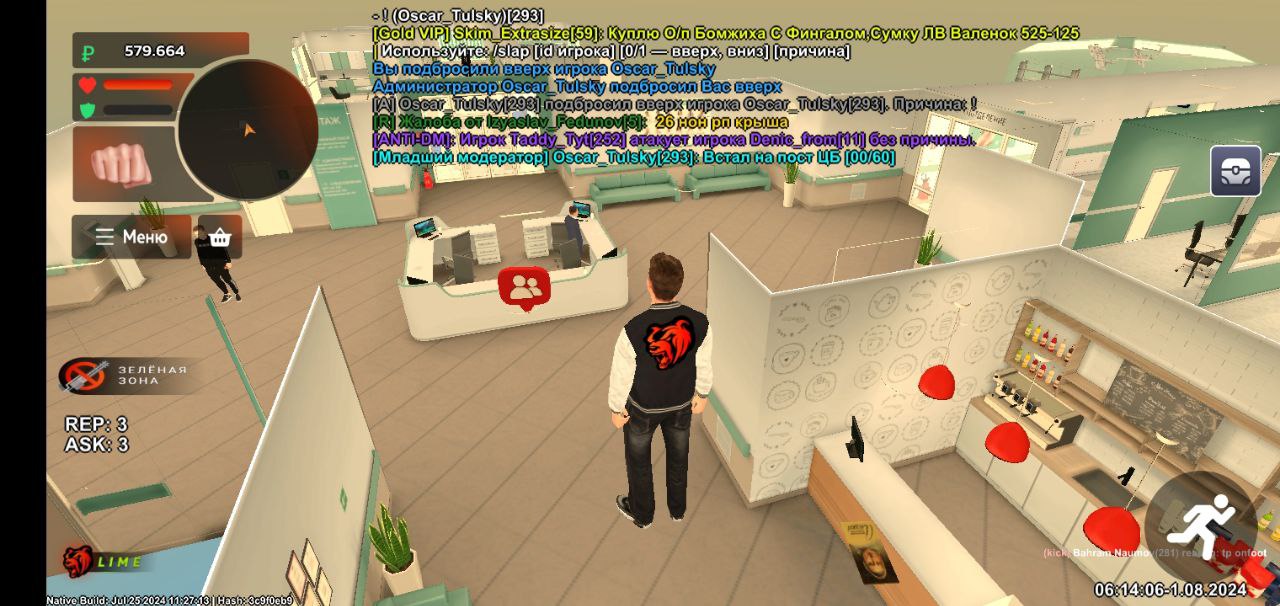 - ! (Oscar_Tulsky)[293]
[Gold VIP] Skim_Extrasize[59]: Куплю О/п Бомжиха С Фингалом,Сумку ЛВ Валенок 525-125
| Используйте: /slap [id игрока] [0/1 — вверх, вниз] [причина]
Вы подбросили вверх игрока Oscar_Tulsky
Администратор Oscar_Tulsky подбросил Вас вверх
[A] Oscar_Tulsky[293] подбросил вверх игрока Oscar_Tulsky[293]. Причина: !
[R] Жалоба от Izyaslav_Fedunov[5]: 26 нон рп крыша
[ANTI-DM]: Игрок Taddy_Tyt[252] атакует игрока Denic_from[11] без причины.
[Младший модератор] Oscar_Tulsky[293]: Встал на пост ЦБ [00/60]
579.664
Меню
ЗЕЛЁНАЯ
ЗОНА
REP: 3
ASK: 3
LIME
(kick) Bahram_Naumov(281) tp onfoot
06:14:06-1.08.2024
Native Build: Jul 25 2024 11:27:13 | Hash: 3c9f0eb9